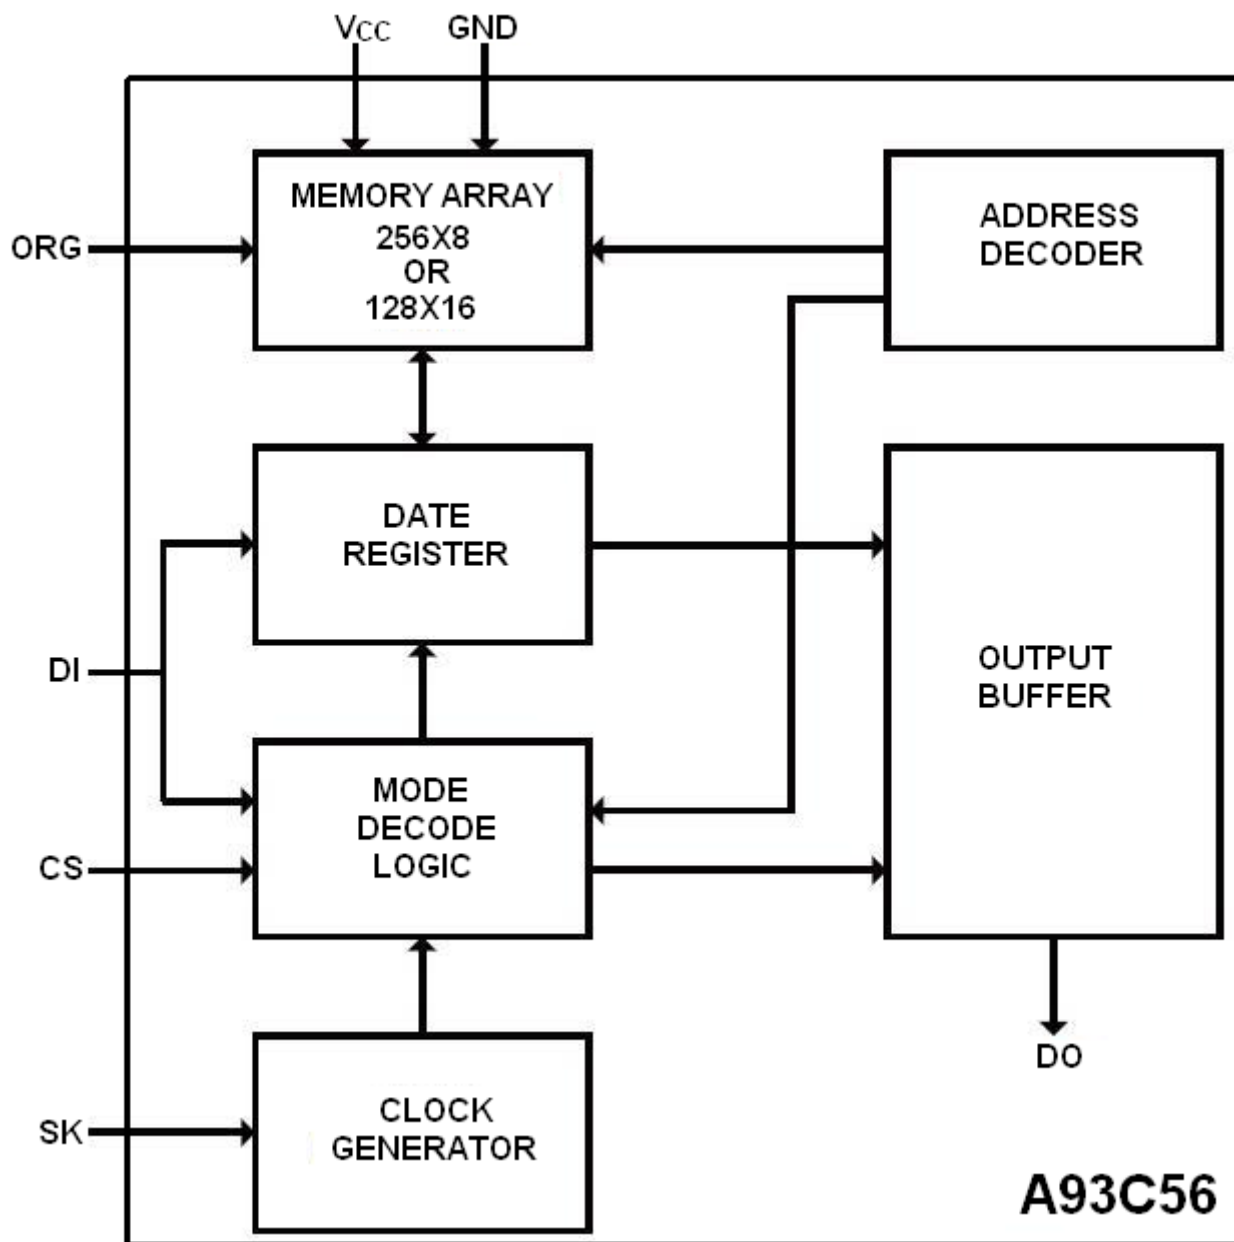 VCC
GND
MEMORY ARRAY
256X8
OR
128X16
ADDRESS
DECODER
ORG
DATE
REGISTER
DI
OUTPUT
BUFFER
MODE
DECODE
LOGIC
CS
DO
CLOCK
GENERATOR
SK
A93C56